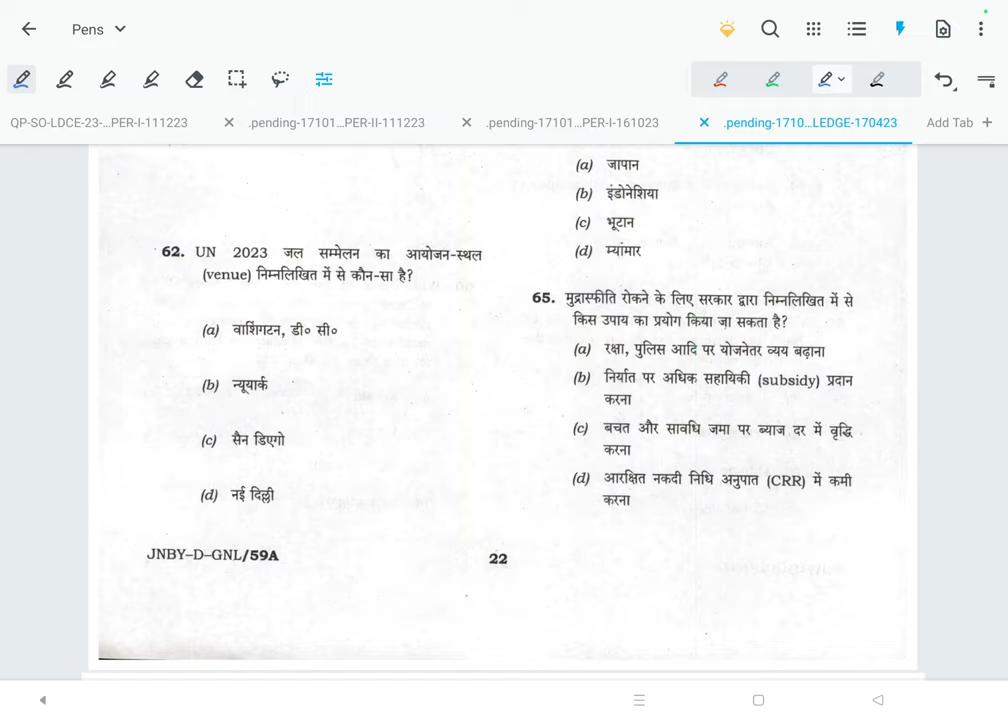 Pens
QP-SO-LDCE-23-...PER-I-111223
.pending-17101...PER-II-111223
.pending-17101...PER-I-161023
.pending-1710...LEDGE-170423
Add Tab
62. UN 2023 जल सम्मेलन का आयोजन-स्थल
(venue) निम्नलिखित में से कौन-सा है?
(a) वाशिंगटन, डी० सी०
(b) न्यूयार्क
(c) सैन डिएगो
(d) नई दिल्ली
JNBY–D–GNL/59A
(a) जापान
(b) इंडोनेशिया
(c) भूटान
(d) म्यांमार
65. मुद्रास्फीति रोकने के लिए सरकार द्वारा निम्नलिखित में से
किस उपाय का प्रयोग किया जा सकता है?
(a) रक्षा, पुलिस आदि पर योजनेतर व्यय बढ़ाना
(b) निर्यात पर अधिक सहायिकी (subsidy) प्रदान
करना
(c) बचत और सावधि जमा पर ब्याज दर में वृद्धि
करना
(d) आरक्षित नकदी निधि अनुपात (CRR) में कमी
करना
22